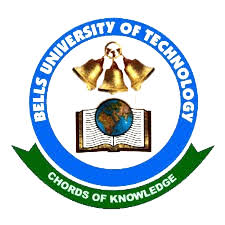 BELLS UNIVERSITY OF TECHNOLOGY
CHORDS OF KNOWLEDGE